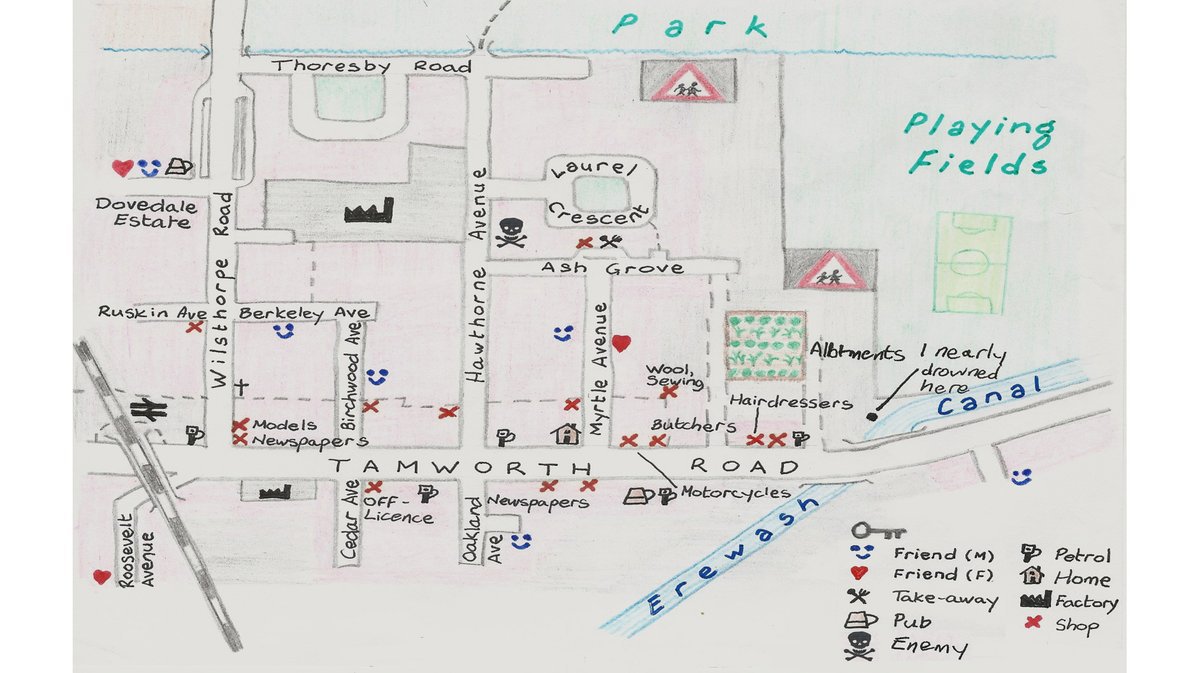 Park
Thoresby Road
Playing
Fields
Laurel
Crescent
Dovedale
Estate
Wilsthorpe Road
Hawthorne Avenue
Ash Grove
Ruskin Ave
Berkeley Ave
Birchwood Ave
Myrtle Avenue
Allotments
I nearly
drowned
here
Canal
Wool,
Sewing
Hairdressers
Models
Newspapers
Butchers
TAMWORTH ROAD
Cedar Ave
OFF-
Licence
Oakland
Ave
Newspapers
Motorcycles
Roosevelt
Avenue
Erewash
Friend (M)
Friend (F)
Take-away
Pub
Enemy
Petrol
Home
Factory
Shop